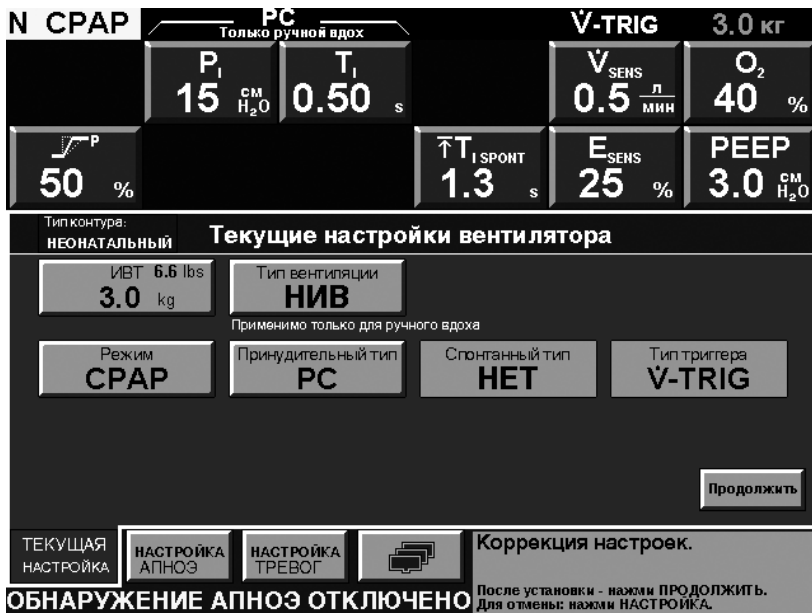 N CPAP
PC
Только ручной вдох
V̇-TRIG
3.0 кг
PI
15 см H2O
TI
0.50 s
V̇SENS
0.5 л/мин
O2
40 %
P
50 %
TI SPONT
1.3 s
ESENS
25 %
PEEP
3.0 см H2O
Тип контура:
НЕОНАТАЛЬНЫЙ
Текущие настройки вентилятора
ИВТ 6.6 lbs
3.0 kg
Тип вентиляции
НИВ
Применимо только для ручного вдоха
Режим
CPAP
Принудительный тип
PC
Спонтанный тип
НЕТ
Тип триггера
V̇-TRIG
Продолжить
ТЕКУЩАЯ
НАСТРОЙКА
НАСТРОЙКА
АПНОЭ
НАСТРОЙКА
ТРЕВОГ
Коррекция настроек.
После установки - нажми ПРОДОЛЖИТЬ.
Для отмены: нажми НАСТРОЙКА.
ОБНАРУЖЕНИЕ АПНОЭ ОТКЛЮЧЕНО